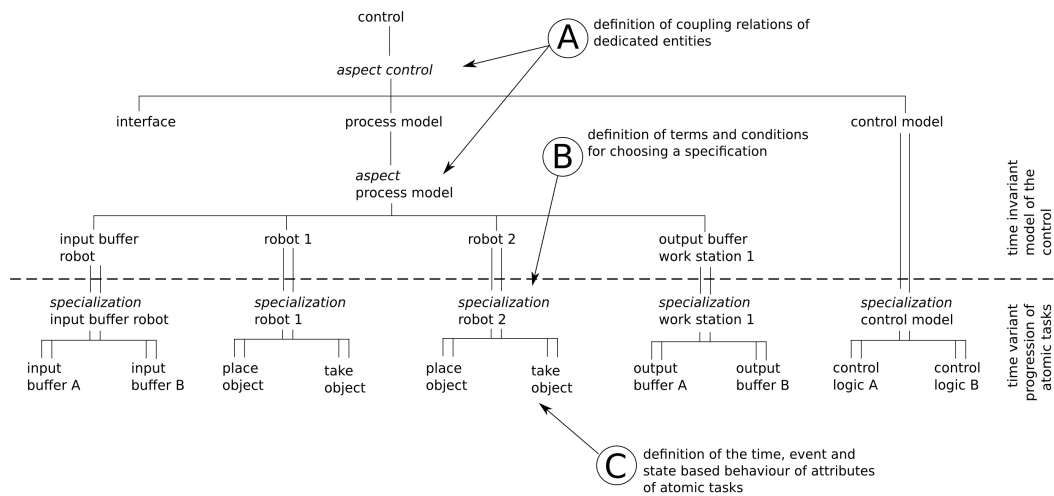 control
A
definition of coupling relations of
dedicated entities
aspect control
interface
process model
control model
B
definition of terms and conditions
for choosing a specification
aspect
process model
time invariant
model of the
control
input buffer
robot
robot 1
robot 2
output buffer
work station 1
specialization
input buffer robot
specialization
robot 1
specialization
robot 2
specialization
work station 1
specialization
control model
time variant
progression of
atomic tasks
input
buffer A
input
buffer B
place
object
take
object
place
object
take
object
output
buffer A
output
buffer B
control
logic A
control
logic B
C
definition of the time, event and
state based behaviour of attributes
of atomic tasks